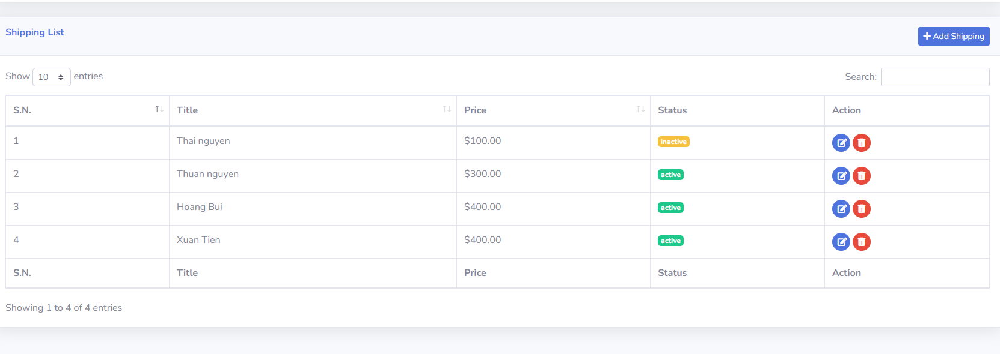 Shipping List
Add Shipping
Show 10 entries
Search:
S.N. Title Price Status Action
1 Thai nguyen $100.00 inactive
2 Thuan nguyen $300.00 active
3 Hoang Bui $400.00 active
4 Xuan Tien $400.00 active
S.N. Title Price Status Action
Showing 1 to 4 of 4 entries